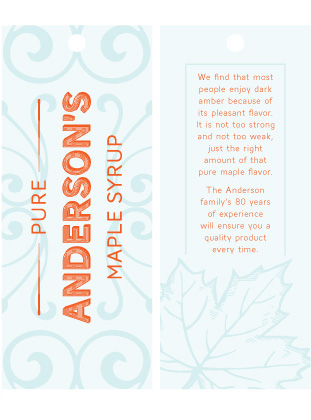 PURE
ANDERSON'S
MAPLE SYRUP
We find that most
people enjoy dark
amber because of
its pleasant flavor.
It is not too strong
and not too weak,
just the right
amount of that
pure maple flavor.
The Anderson
family's 80 years
of experience
will ensure you a
quality product
every time.